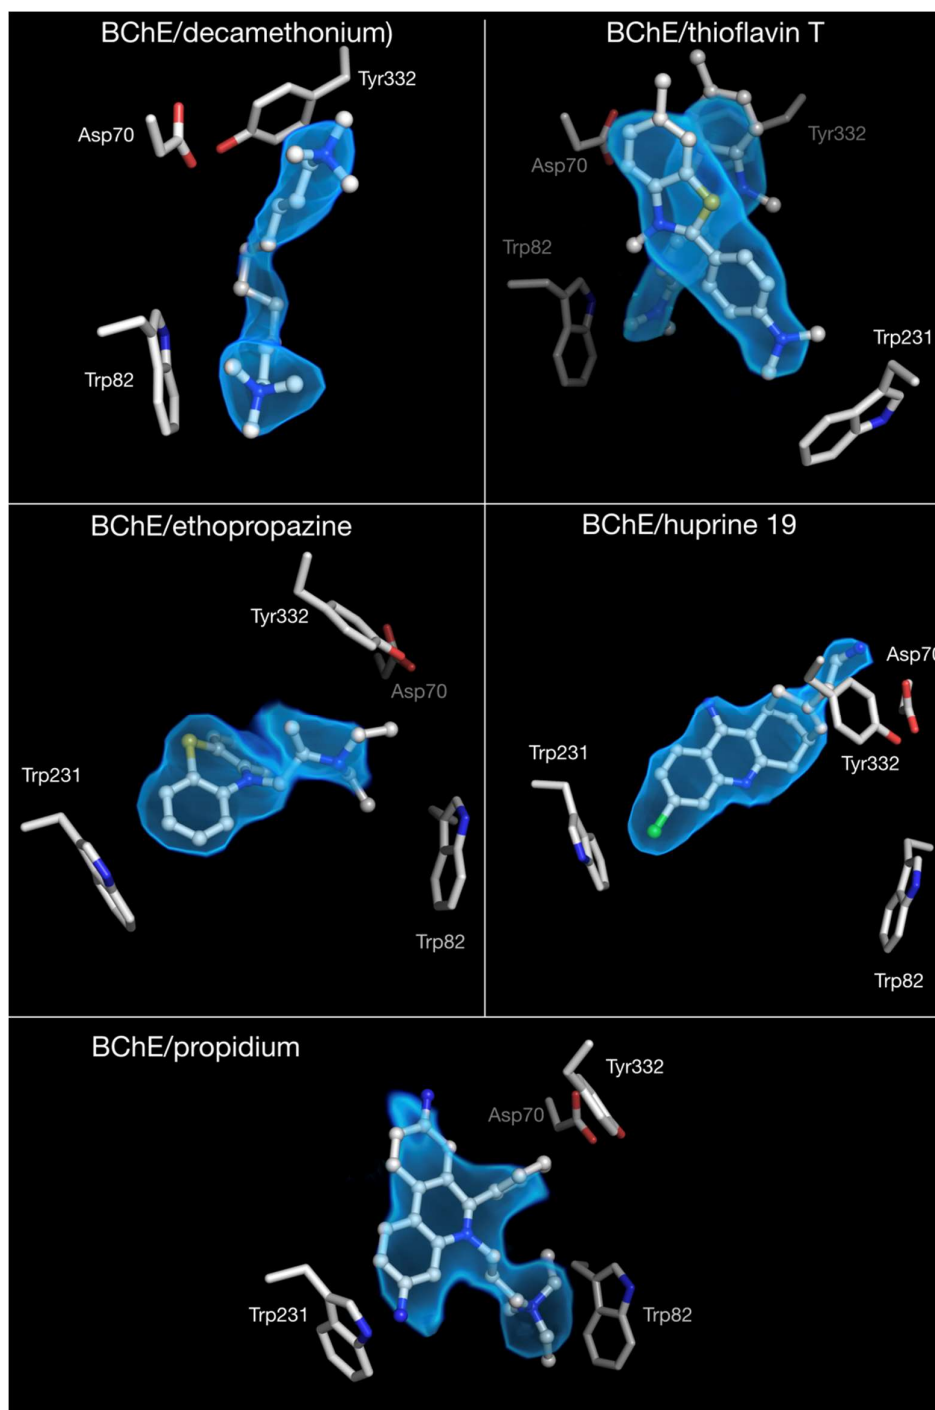 BChE/decamethonium)
Tyr332
Asp70
Trp82
BChE/thioflavin T
Asp70
Tyr332
Trp82
Trp231
BChE/ethopropazine
Tyr332
Asp70
Trp231
Trp82
BChE/huprine 19
Asp70
Trp231
Tyr332
Trp82
BChE/propidium
Tyr332
Asp70
Trp231
Trp82